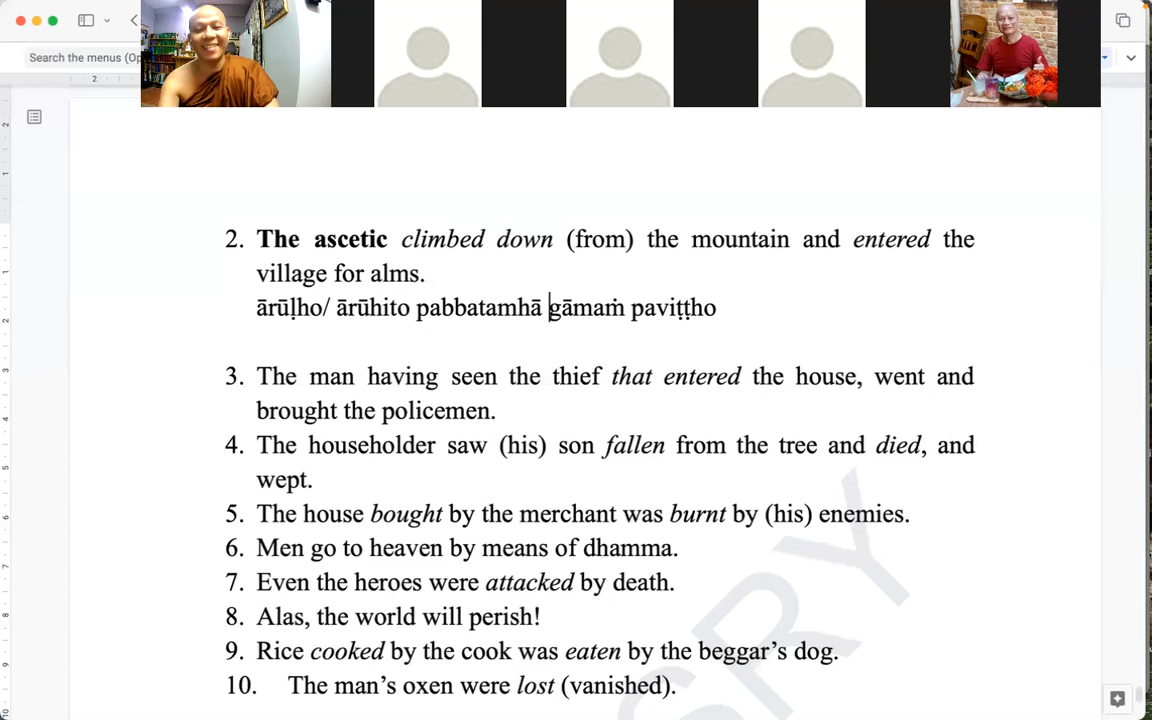 Search the menus (Op
2
2. The ascetic climbed down (from) the mountain and entered the
village for alms.
ārūḷho/ ārūhito pabbatamhā gāmaṁ paviṭṭho
3. The man having seen the thief that entered the house, went and
brought the policemen.
4. The householder saw (his) son fallen from the tree and died, and
wept.
5. The house bought by the merchant was burnt by (his) enemies.
6. Men go to heaven by means of dhamma.
7. Even the heroes were attacked by death.
8. Alas, the world will perish!
9. Rice cooked by the cook was eaten by the beggar’s dog.
10. The man’s oxen were lost (vanished).
SRY